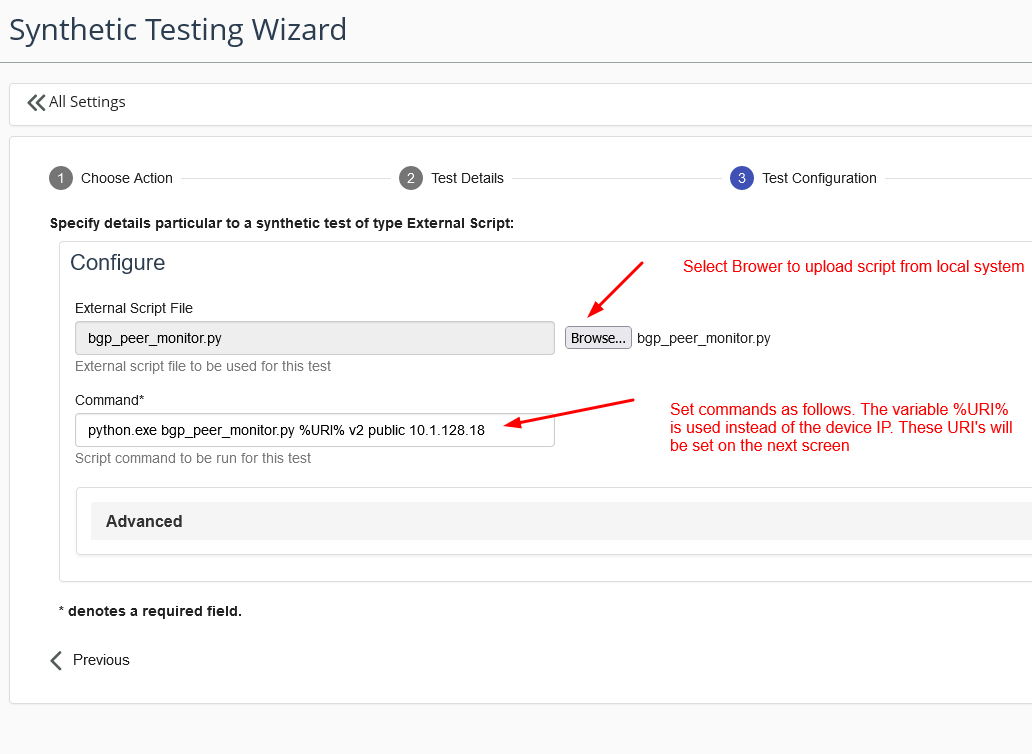 Synthetic Testing Wizard
All Settings
1 Choose Action
2 Test Details
3 Test Configuration
Specify details particular to a synthetic test of type External Script:
Configure
Select Brower to upload script from local system
External Script File
bgp_peer_monitor.py
Browse... bgp_peer_monitor.py
External script file to be used for this test
Command*
python.exe bgp_peer_monitor.py %URI% v2 public 10.1.128.18
Script command to be run for this test
Set commands as follows. The variable %URI%
is used instead of the device IP. These URI's will
be set on the next screen
Advanced
* denotes a required field.
Previous